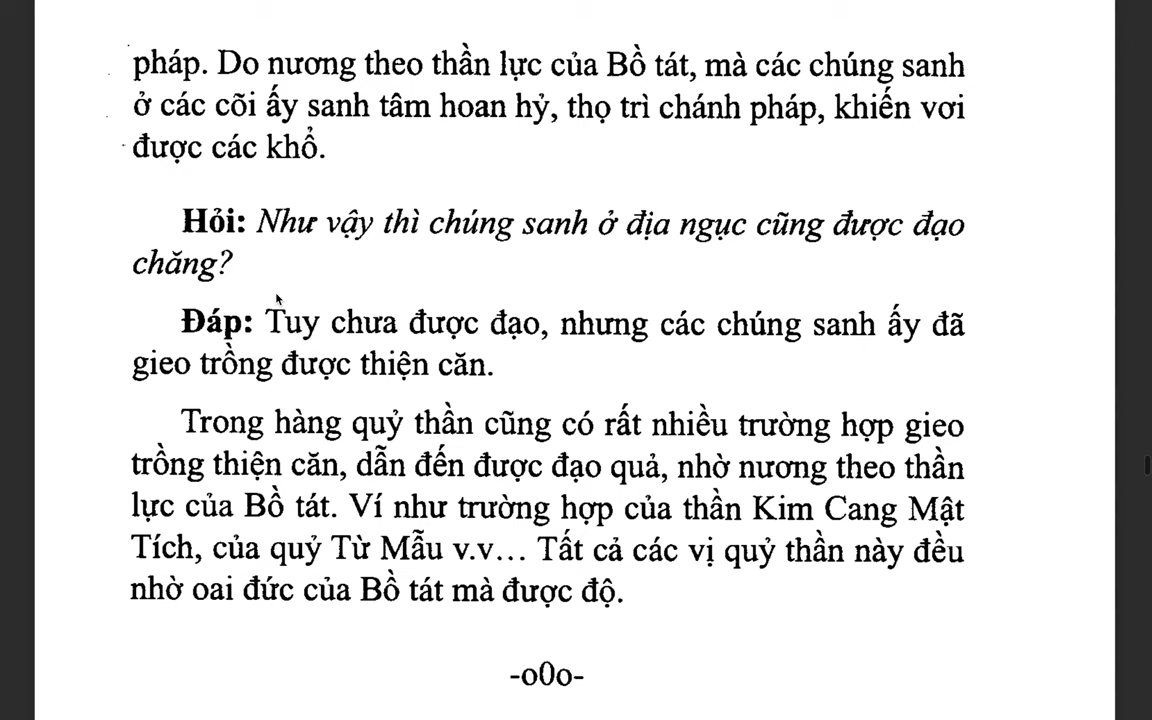 pháp. Do nương theo thần lực của Bồ tát, mà các chúng sanh
ở các cõi ấy sanh tâm hoan hỷ, thọ trì chánh pháp, khiến vơi
được các khổ.
Hỏi: Như vậy thì chúng sanh ở địa ngục cũng được đạo
chăng?
Đáp: Tuy chưa được đạo, nhưng các chúng sanh ấy đã
gieo trồng được thiện căn.
Trong hàng quỷ thần cũng có rất nhiều trường hợp gieo
trồng thiện căn, dẫn đến được đạo quả, nhờ nương theo thần
lực của Bồ tát. Ví như trường hợp của thần Kim Cang Mật
Tích, của quỷ Từ Mẫu v.v... Tất cả các vị quỷ thần này đều
nhờ oai đức của Bồ tát mà được độ.
-o0o-